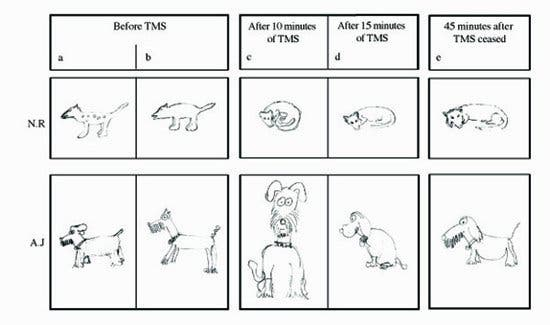 Before TMS
a
b
After 10 minutes
of TMS
c
After 15 minutes
of TMS
d
45 minutes after
TMS ceased
e
N.R
A.J